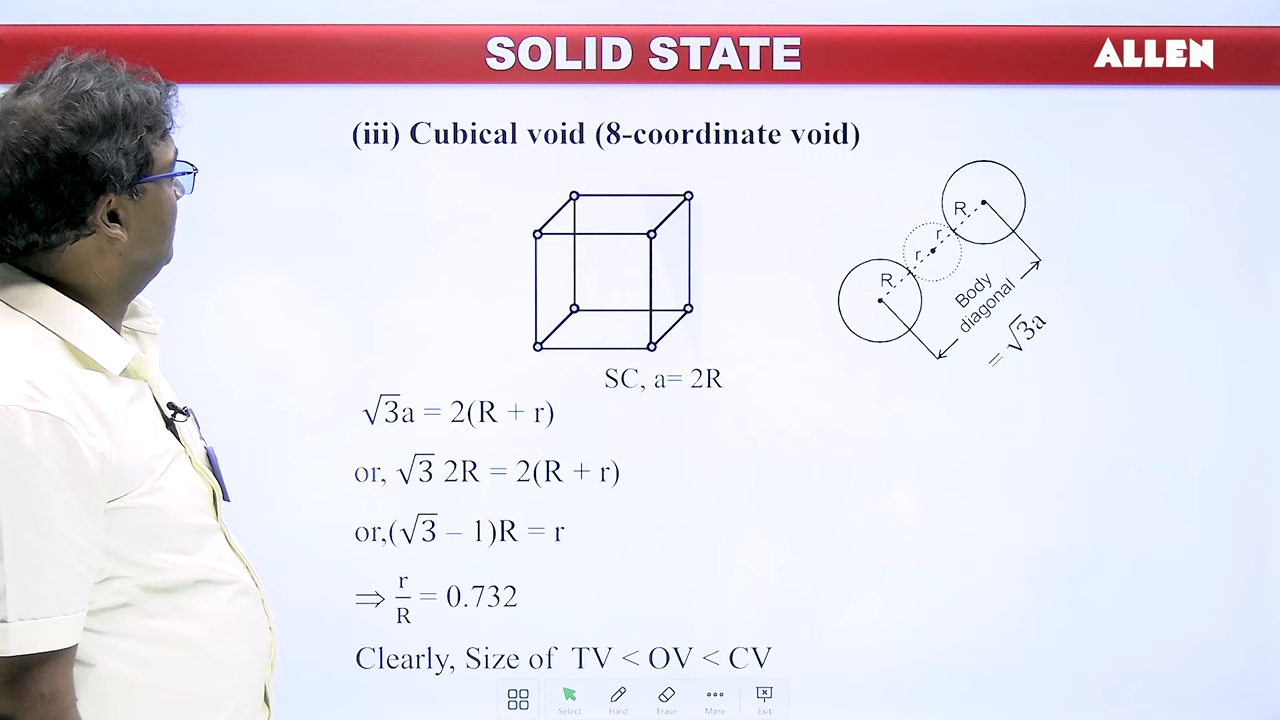 SOLID STATE
ALLEN
(iii) Cubical void (8-coordinate void)
R
r
r
R
Body
diagonal
= √3a
SC, a= 2R
√3a = 2(R + r)
or, √3 2R = 2(R + r)
or,(√3 – 1)R = r
⇒ r/R = 0.732
Clearly, Size of TV < OV < CV
Select
Hard
Erase
More
Exit